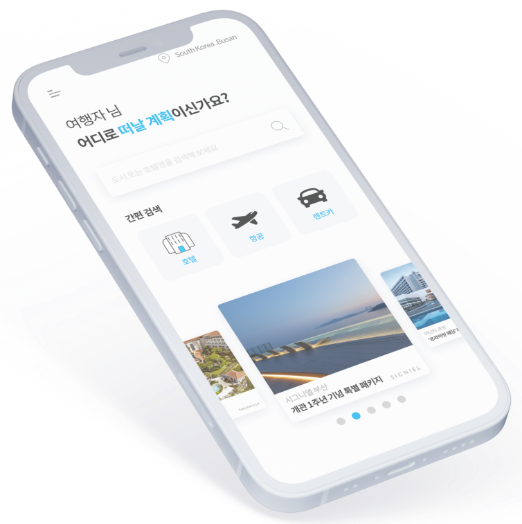 South Korea ,Busan
여행자 님
어디로 떠날 계획이신가요?
도시 또는 호텔명을 검색해 보세요
간편 검색
호텔
항공
렌트카
시그니엘 부산
개관 1주년 기념 특별 패키지
SIGNIEL